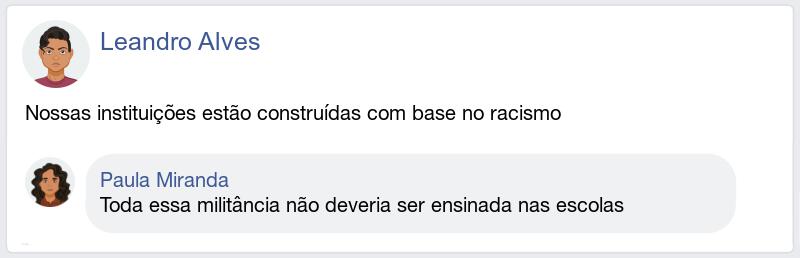 Leandro Alves
Nossas instituições estão construídas com base no racismo
Paula Miranda
Toda essa militância não deveria ser ensinada nas escolas